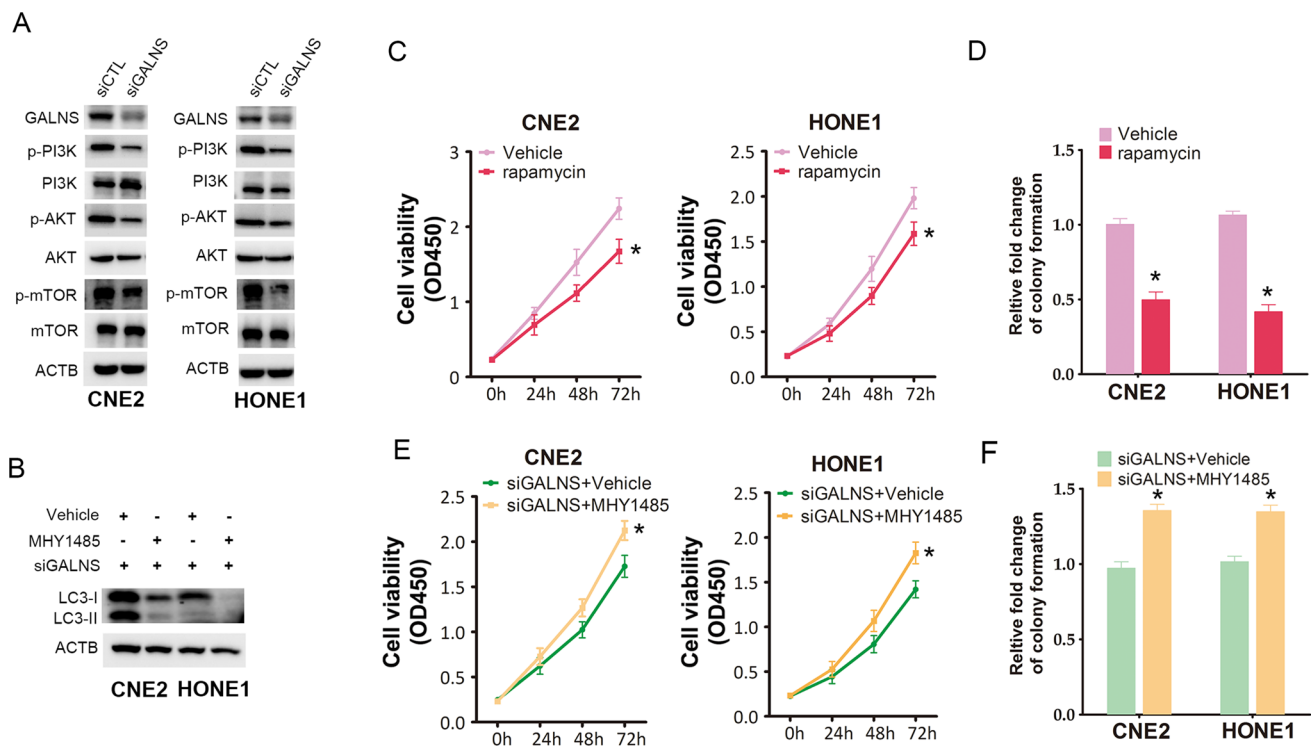 A
siCTL siGALNS
siCTL siGALNS
GALNS
p-PI3K
PI3K
p-AKT
AKT
p-mTOR
mTOR
ACTB
CNE2
GALNS
p-PI3K
PI3K
p-AKT
AKT
p-mTOR
mTOR
ACTB
HONE1
B
Vehicle + - + -
MHY1485 - + - +
siGALNS + + + +
LC3-I
LC3-II
ACTB
CNE2 HONE1
C
CNE2
Vehicle
rapamycin
Cell viability
(OD450)
3
2
1
0
0h 24h 48h 72h
*
HONE1
Vehicle
rapamycin
Cell viability
(OD450)
2.5
2.0
1.5
1.0
0.5
0.0
0h 24h 48h 72h
*
D
Vehicle
rapamycin
Reltive fold change
of colony formation
1.5
1.0
0.5
0.0
* *
CNE2 HONE1
E
CNE2
siGALNS+Vehicle
siGALNS+MHY1485
Cell viability
(OD450)
2.5
2.0
1.5
1.0
0.5
0.0
0h 24h 48h 72h
*
HONE1
siGALNS+Vehicle
siGALNS+MHY1485
Cell viability
(OD450)
2.5
2.0
1.5
1.0
0.5
0.0
0h 24h 48h 72h
*
F
siGALNS+Vehicle
siGALNS+MHY1485
Reltive fold change
of colony formation
1.5
1.0
1.5
0.0
* *
CNE2 HONE1